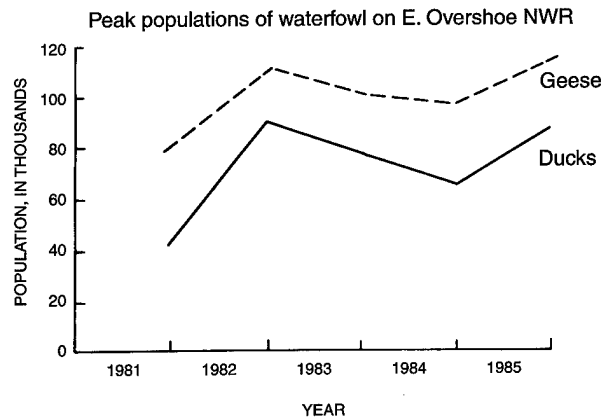 Peak populations of waterfowl on E. Overshoe NWR
POPULATION, IN THOUSANDS
120
100
80
60
40
20
0
Geese
Ducks
1981 1982 1983 1984 1985
YEAR